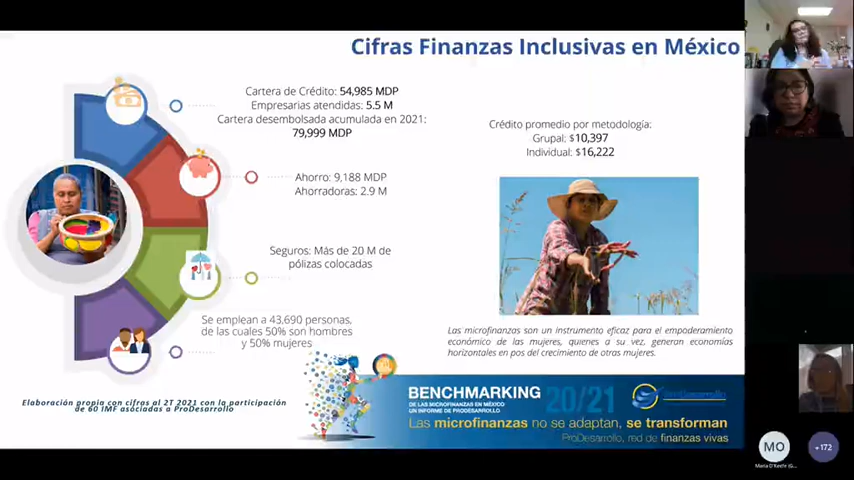 Cifras Finanzas Inclusivas en México
Cartera de Crédito: 54,985 MDP
Empresarias atendidas: 5.5 M
Cartera desembolsada acumulada en 2021:
79,999 MDP
Ahorro: 9,188 MDP
Ahorradoras: 2.9 M
Seguros: Más de 20 M de
pólizas colocadas
Se emplean a 43,690 personas,
de las cuales 50% son hombres
y 50% mujeres
Elaboración propia con cifras al 2T 2021 con la participación
de 60 IMF asociadas a ProDesarrollo
Crédito promedio por metodología:
Grupal: $10,397
Individual: $16,222
Las microfinanzas son un instrumento eficaz para el empoderamiento
económico de las mujeres, quienes a su vez, generan economías
horizontales en pos del crecimiento de otras mujeres.
BENCHMARKING
DE LAS MICROFINANZAS EN MÉXICO
UN INFORME DE PRODESARROLLO
20/21
ProDesarrollo
Las microfinanzas no se adaptan, se transforman
ProDesarrollo, red de finanzas vivas
MO
+172